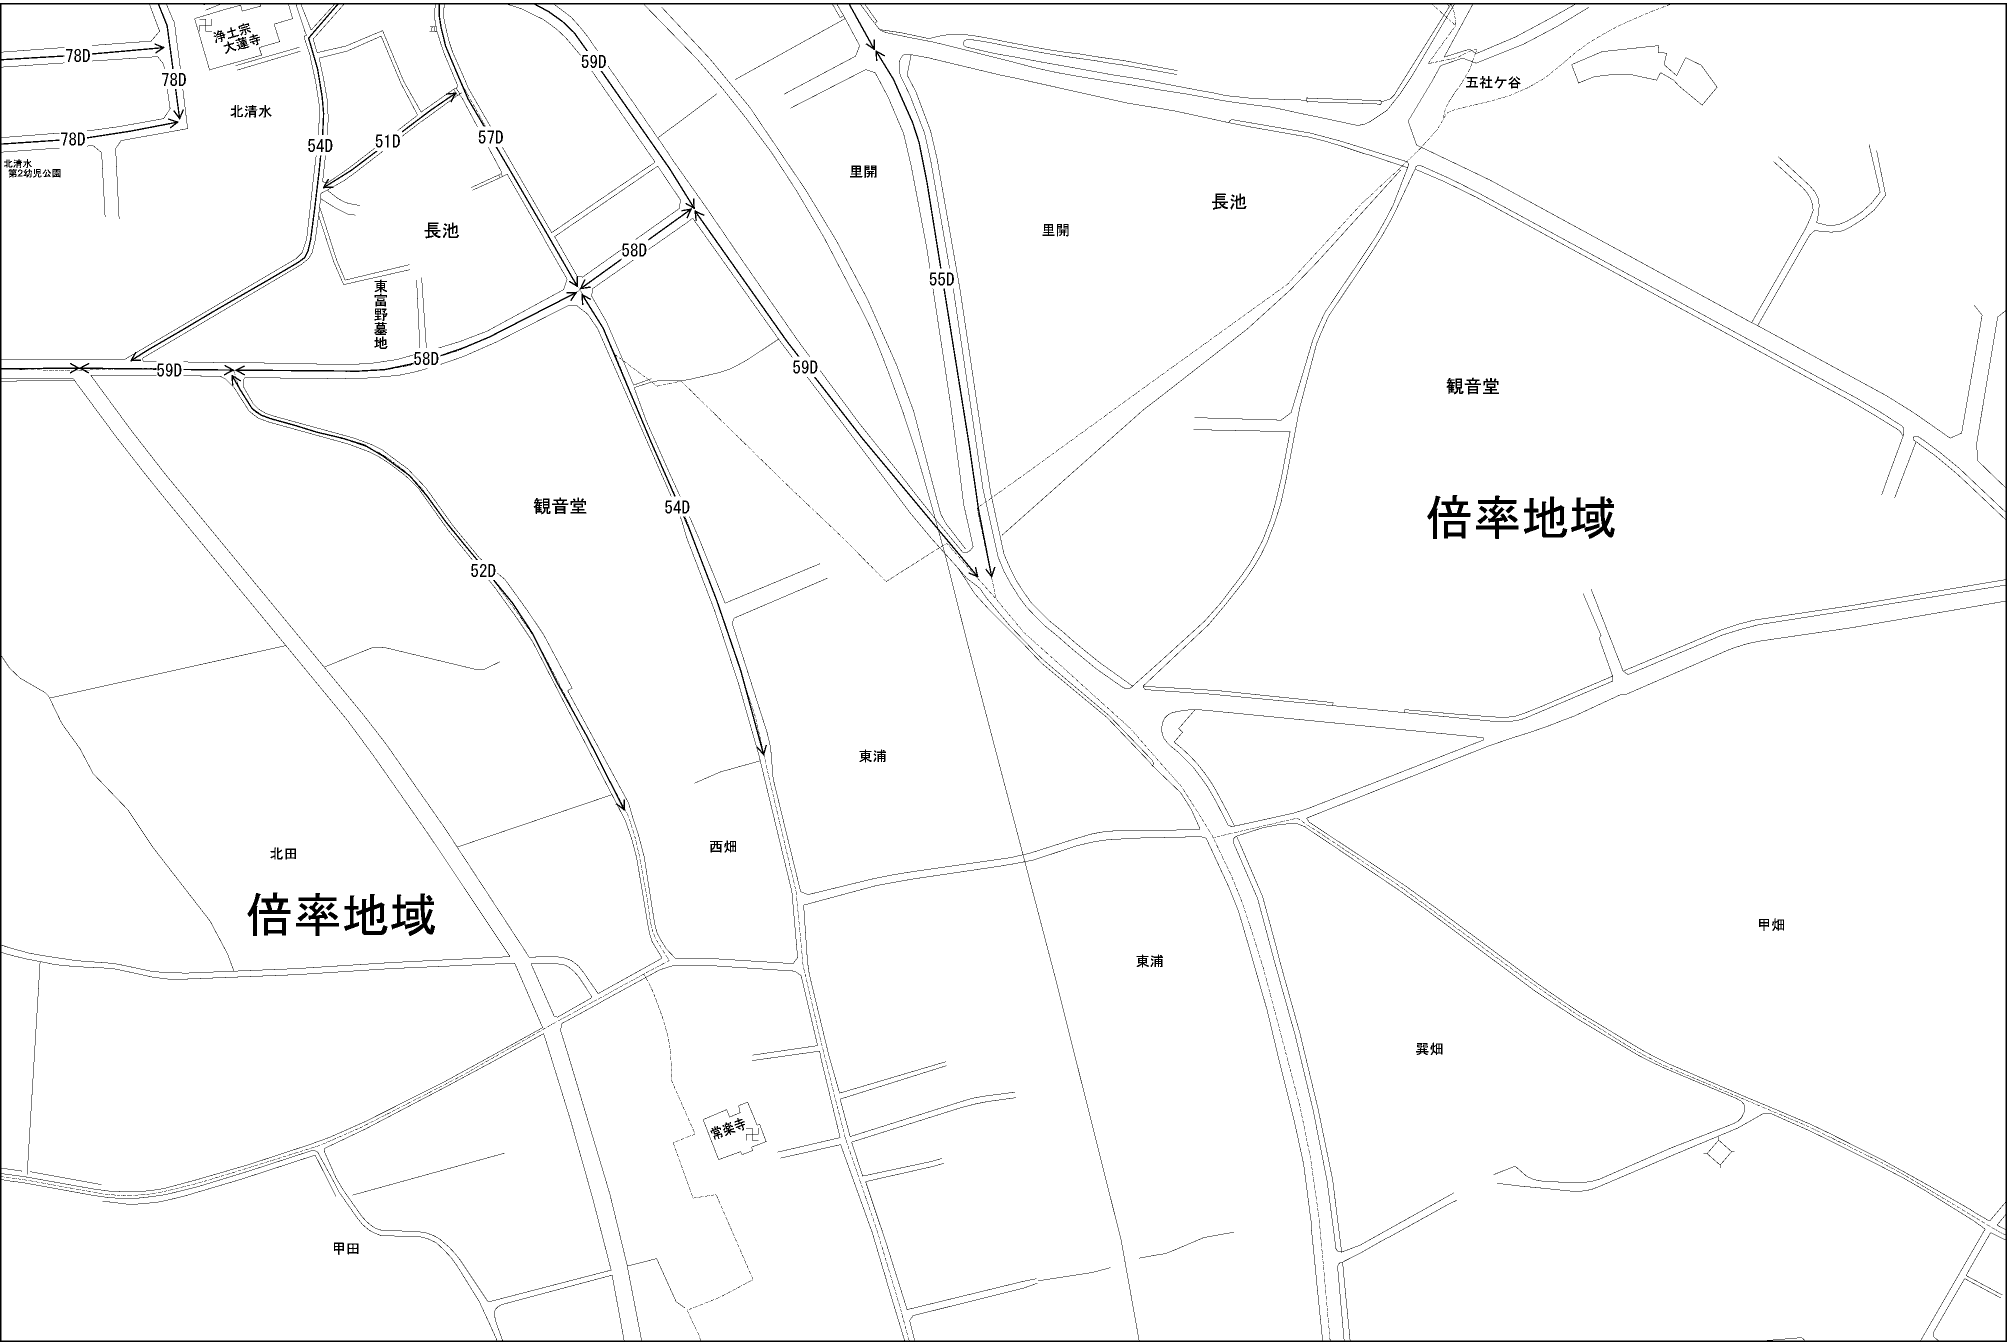 浄土宗
大蓮寺
78D
59D
78D
五社ケ谷
北清水
57D
78D
51D
54D
北清水
第2幼児公園
里開
長池
長池
里開
58D
55D
東富野墓地
58D
59D
59D
観音堂
観音堂
54D
倍率地域
52D
東浦
西畑
北田
倍率地域
甲畑
東浦
巽畑
常楽寺
甲田